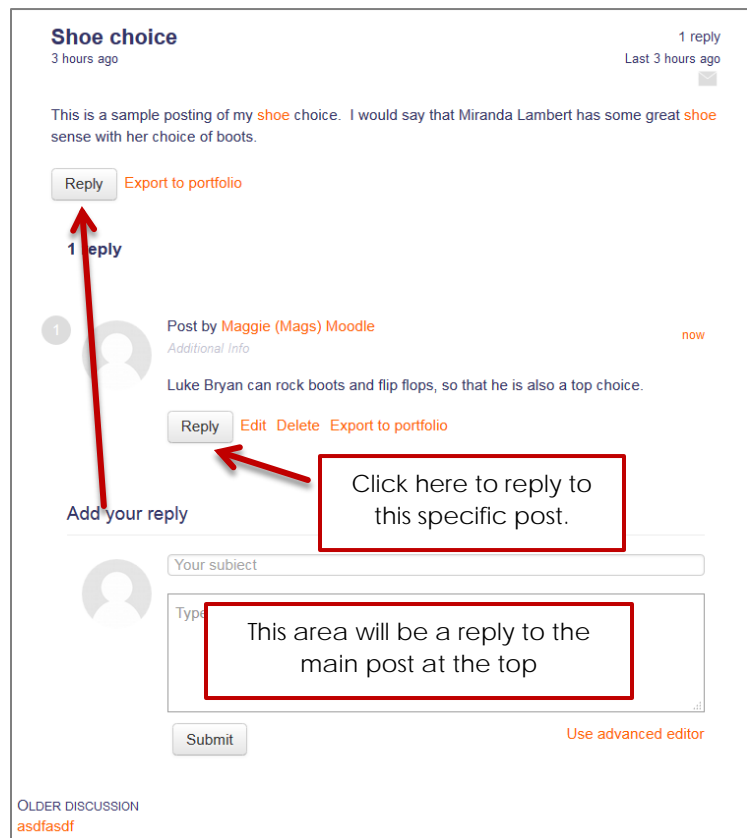 Shoe choice
1 reply
3 hours ago
Last 3 hours ago
This is a sample posting of my shoe choice. I would say that Miranda Lambert has some great shoe
sense with her choice of boots.
Reply Export to portfolio
1 reply
1
Post by Maggie (Mags) Moodle
now
Additional Info
Luke Bryan can rock boots and flip flops, so that he is also a top choice.
Reply Edit Delete Export to portfolio
Click here to reply to
this specific post.
Add your reply
Your subject
Type
This area will be a reply to the
main post at the top
Submit
Use advanced editor
OLDER DISCUSSION
asdfasdf